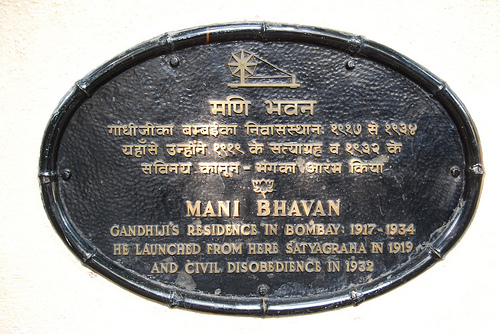 मणि भवन
गांधीजीका बम्बईका निवासस्थान: १९१७ से १९३४
यहाँसे उन्होंने १९१९ के सत्याग्रह व १९३२ के
सविनय कानून - भंगका आरंभ किया
MANI BHAVAN
GANDHIJI'S RESIDENCE IN BOMBAY: 1917-1934
HE LAUNCHED FROM HERE SATYAGRAHA IN 1919
AND CIVIL DISOBEDIENCE IN 1932